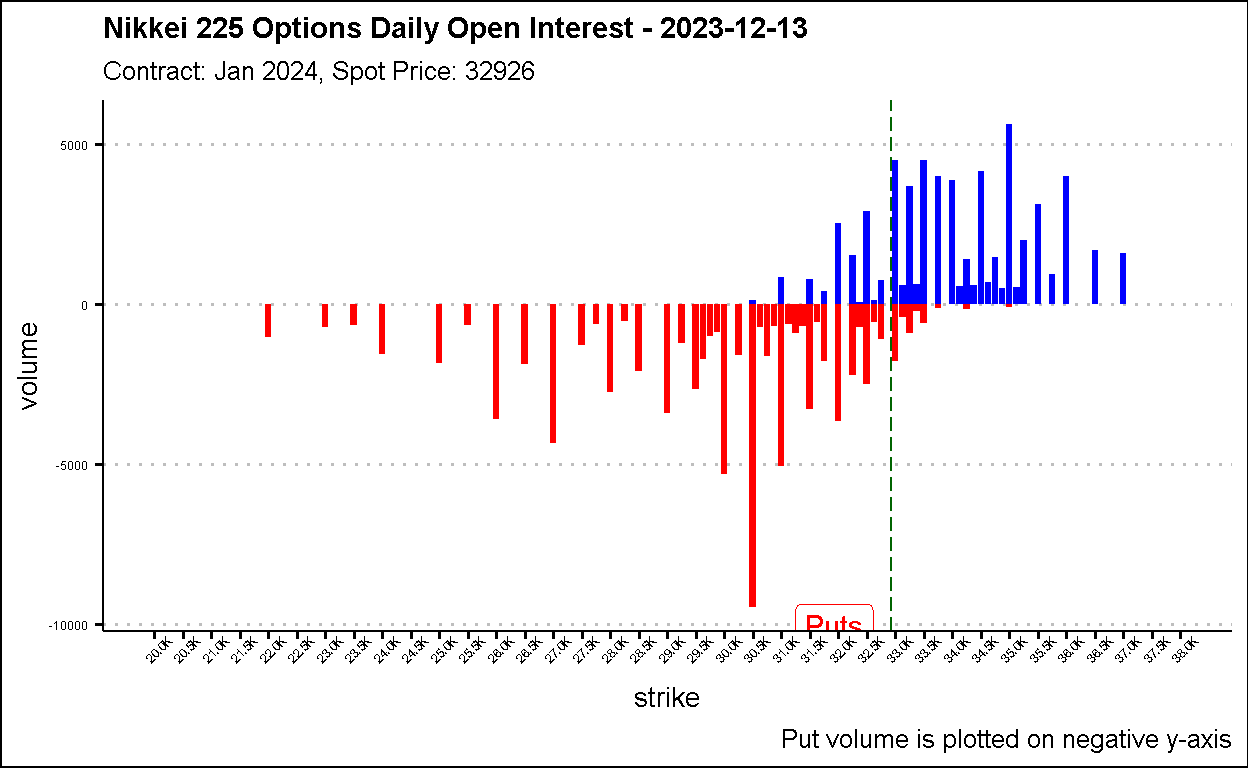 Nikkei 225 Options Daily Open Interest - 2023-12-13
Contract: Jan 2024, Spot Price: 32926
5000
0
-5000
-10000
volume
Puts
20.0K 20.5K 21.0K 21.5K 22.0K 22.5K 23.0K 23.5K 24.0K 24.5K 25.0K 25.5K 26.0K 26.5K 27.0K 27.5K 28.0K 28.5K 29.0K 29.5K 30.0K 30.5K 31.0K 31.5K 32.0K 32.5K 33.0K 33.5K 34.0K 34.5K 35.0K 35.5K 36.0K 36.5K 37.0K 37.5K 38.0K
strike
Put volume is plotted on negative y-axis